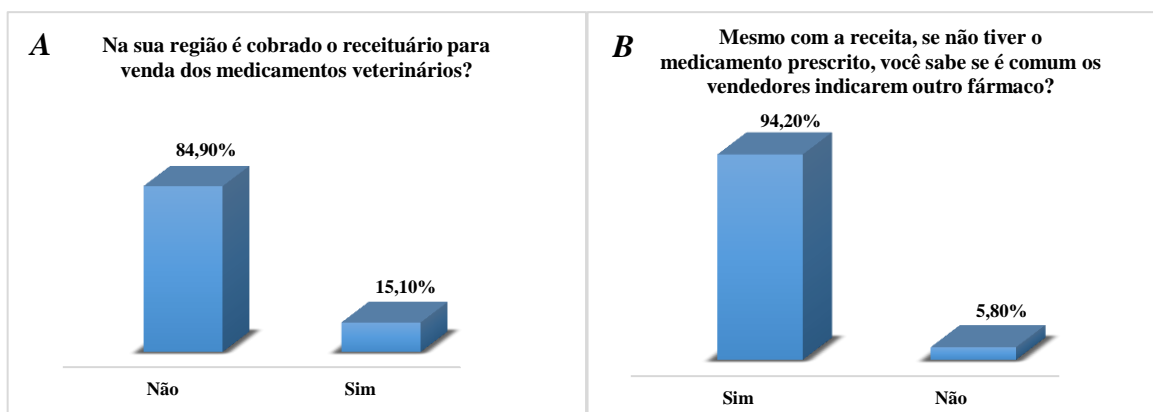 A
Na sua região é cobrado o receituário para
venda dos medicamentos veterinários?
84,90%
15,10%
Não
Sim
B
Mesmo com a receita, se não tiver o
medicamento prescrito, você sabe se é comum os
vendedores indicarem outro fármaco?
94,20%
5,80%
Sim
Não